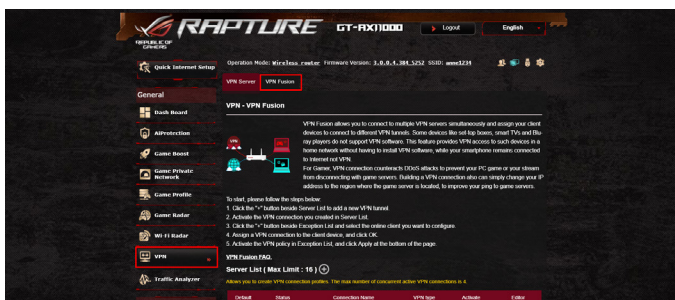 RAPTURE GT-AX11000 Logout English
REPUBLIC OF
GAMERS
Quick Internet Setup
Operation Mode: Wireless router Firmware Version: 3.0.0.4.384_5252 SSID: anne1234
VPN Server VPN Fusion
General
Dash Board
AiProtection
Game Boost
Game Private
Network
Game Profile
Game Radar
Wi-Fi Radar
VPN
Traffic Analyzer
VPN - VPN Fusion
VPN Fusion allows you to connect to multiple VPN servers simultaneously and assign your client
devices to connect to different VPN tunnels. Some devices like set-top boxes, smart TVs and Blu-
ray players do not support VPN software. This feature provides VPN access to such devices in a
home network without having to install VPN software, while your smartphone remains connected
to Internet not VPN.
For Gamer, VPN connection counteracts DDoS attacks to prevent your PC game or your stream
from disconnecting with game servers. Building a VPN connection also can simply change your IP
address to the region where the game server is located, to improve your ping to game servers.
VPN
To start, please follow the steps below:
1. Click the "+" button beside Server List to add a new VPN tunnel.
2. Activate the VPN connection you created in Server List.
3. Click the "+" button beside Exception List and select the online client you want to configure.
4. Assign a VPN connection to the client device, and click OK.
5. Activate the VPN policy in Exception List, and click Apply at the bottom of the page.
VPN Fusion FAQ.
Server List ( Max Limit : 16 )
Allows you to create VPN connection profiles. The max number of concurrent active VPN connections is 4.
Default Status Connection Name VPN type Activate Editor